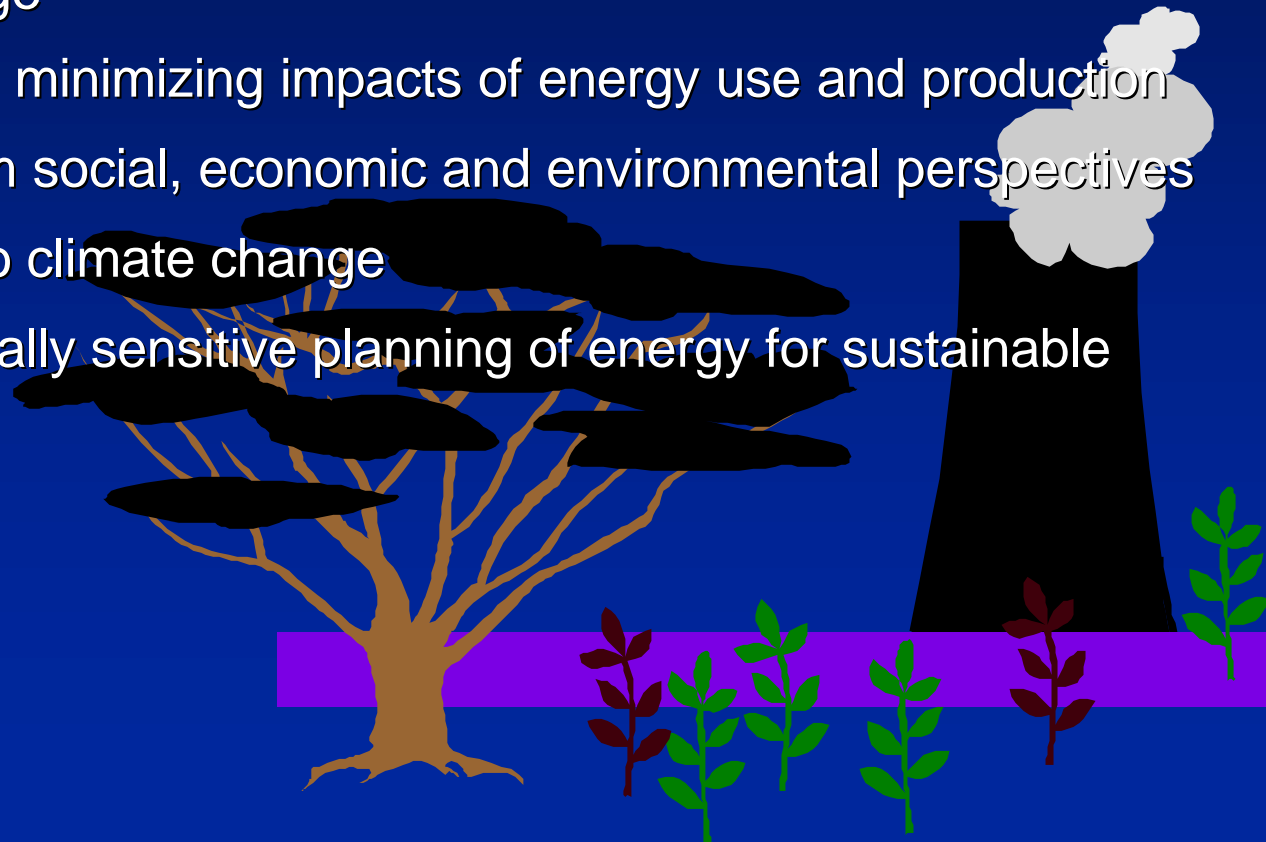 minimizing impacts of energy use and production
social, economic and environmental perspectives
climate change
sensitive planning of energy for sustainable